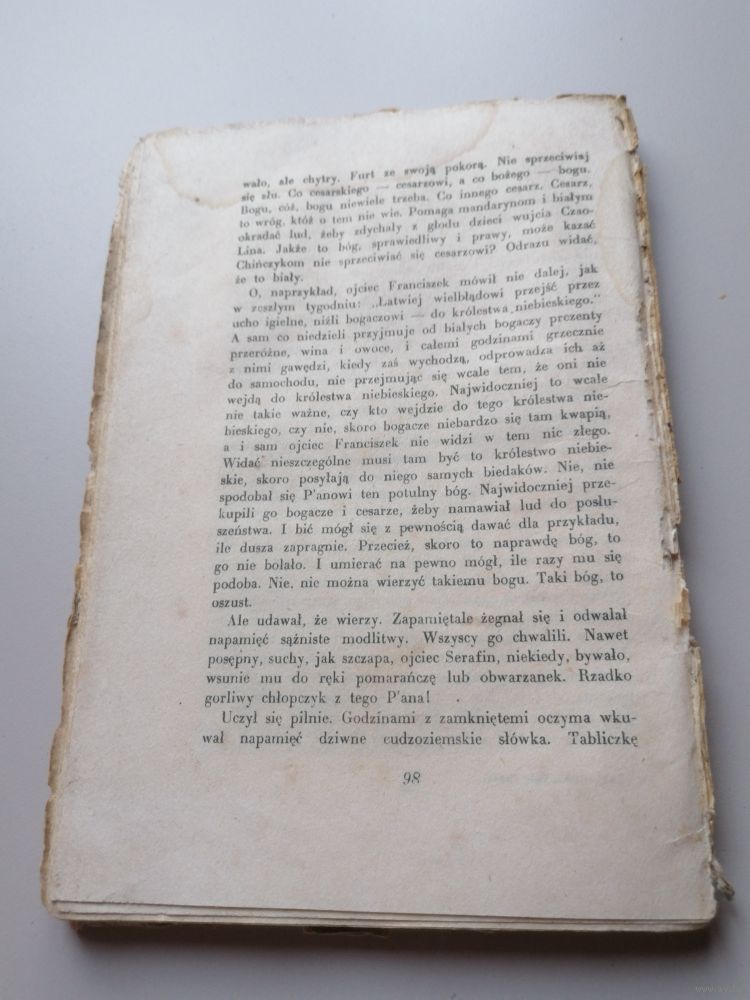 wało, ale chytry. Furt ze swoją pokorą. Nie sprzeciwiaj
się słu. Co cesarskiego — cesarzowi, a co bożego — bogu.
Bogu, cóż, bogu niewiele trzeba. Co innego cesarz. Cesarz,
to wróg, któż o tem nie wie. Pomaga mandarynom i białym
okradać lud, żeby zdychały z głodu dzieci wujcia Czao-
Lina. Jakże to bóg, sprawiedliwy i prawy, może kazać
Chińczykom nie sprzeciwiać się cesarzowi? Odrazu widać,
że to biały.
O, naprzykład, ojciec Franciszek mówił nie dalej, jak
w zeszłym tygodniu: „Łatwiej wielbłądowi przejść przez
ucho igielne, niźli bogaczowi — do królestwa niebieskiego."
A sam co niedzieli przyjmuje od białych bogaczy prezenty
przeróżne, wina i owoce, i całemi godzinami grzecznie
z nimi gawędzi, kiedy zaś wychodzą, odprowadza ich aż
do samochodu, nie przejmując się wcale tem, że oni nie
wejdą do królestwa niebieskiego. Najwidoczniej to wcale
nie takie ważne, czy kto wejdzie do tego królestwa nie-
bieskiego, czy nie, skoro bogacze niebardzo się tam kwapią,
a i sam ojciec Franciszek nie widzi w tem nic złego.
Widać nieszczególne musi tam być to królestwo niebie-
skie, skoro posyłają do niego samych biedaków. Nie, nie
spodobał się P'anowi ten potulny bóg. Najwidoczniej prze-
kupili go bogacze i cesarze, żeby namawiał lud do posłu-
szeństwa. I bić mógł się z pewnością dawać dla przykładu,
ile dusza zapragnie. Przecież, skoro to naprawdę bóg, to
go nie bolało. I umierać na pewno mógł, ile razy mu się
podoba. Nie, nie można wierzyć takiemu bogu. Taki bóg, to
oszust.
Ale udawał, że wierzy. Zapamiętale żegnał się i odwalał
napamięć sążniste modlitwy. Wszyscy go chwalili. Nawet
posępny, suchy, jak szczapa, ojciec Serafin, niekiedy, bywało,
wsunie mu do ręki pomarańczę lub obwarzanek. Rzadko
gorliwy chłopczyk z tego P'ana!
Uczył się pilnie. Godzinami z zamkniętemi oczyma wku-
wał napamięć dziwne cudzoziemskie słówka. Tabliczkę
98